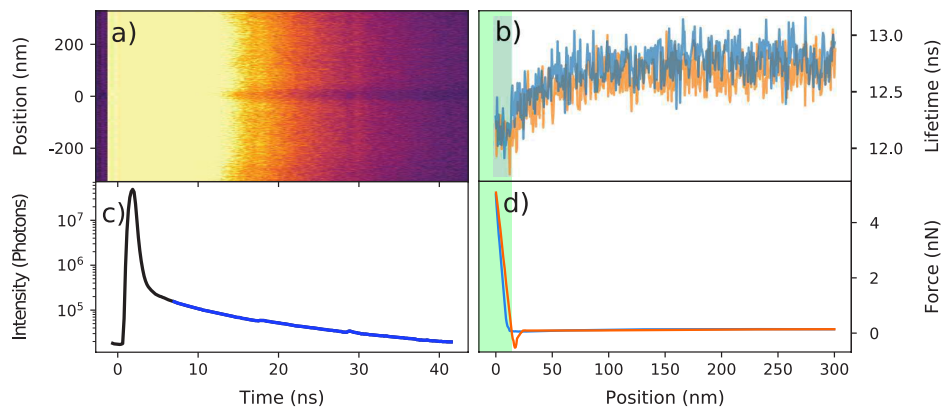 a)
Position (nm)
200
0
-200
b)
13.0
12.5
12.0
Lifetime (ns)
c)
Intensity (Photons)
10⁷
10⁶
10⁵
0 10 20 30 40
Time (ns)
d)
4
2
0
Force (nN)
0 50 100 150 200 250 300
Position (nm)